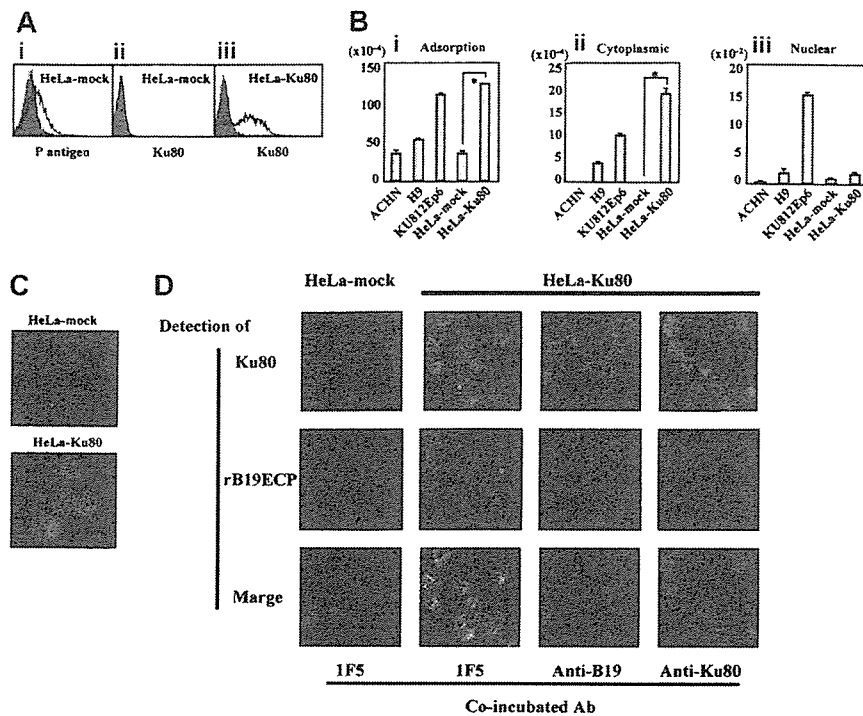 A
i
ii
iii
HeLa-mock
HeLa-mock
HeLa-Ku80
P antigen
Ku80
Ku80
B
i
Adsorption
(x10⁻⁴)
150
100
50
0
*
ACHN
H9
KU812Ep6
HeLa-mock
HeLa-Ku80
ii
Cytoplasmic
(x10⁻⁴)
25
20
15
10
5
0
*
ACHN
H9
KU812Ep6
HeLa-mock
HeLa-Ku80
iii
Nuclear
(x10⁻²)
20
15
10
5
0
ACHN
H9
KU812Ep6
HeLa-mock
HeLa-Ku80
C
HeLa-mock
HeLa-Ku80
D
HeLa-mock
HeLa-Ku80
Detection of
Ku80
rB19ECP
Marge
1F5
1F5
Anti-B19
Anti-Ku80
Co-incubated Ab